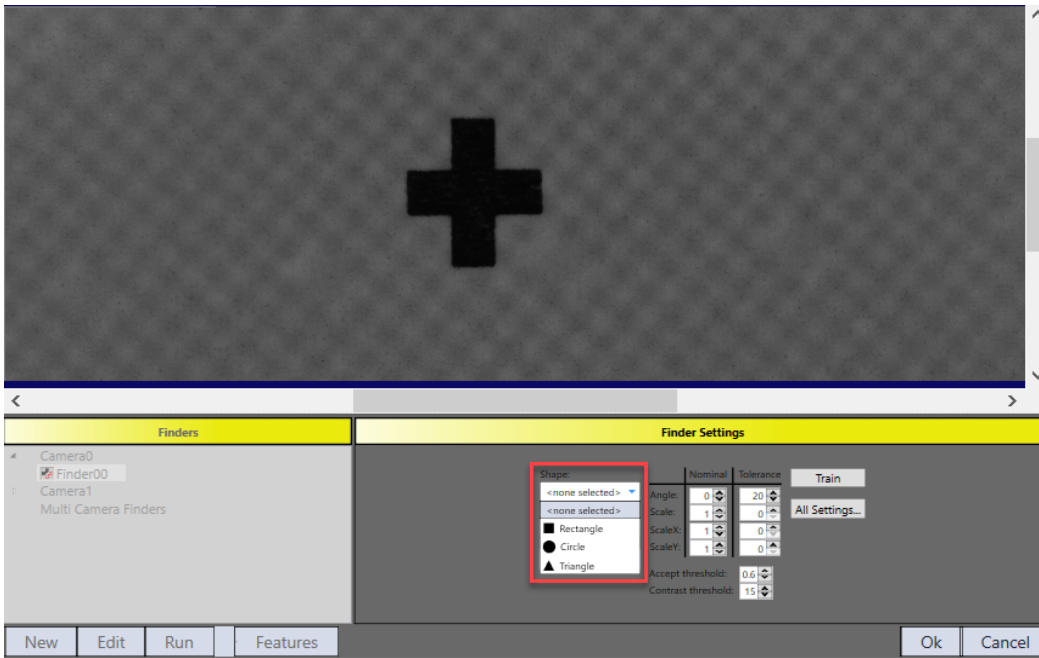 Finders
Camera0
Finder00
Camera1
Multi Camera Finders
Finder Settings
Shape:
<none selected>
<none selected>
Rectangle
Circle
Triangle
Nominal Tolerance
Angle: 0 20
Scale: 1 0
ScaleX: 1 0
ScaleY: 1 0
Accept threshold: 0.6
Contrast threshold: 15
Train
All Settings...
New Edit Run Features
Ok Cancel